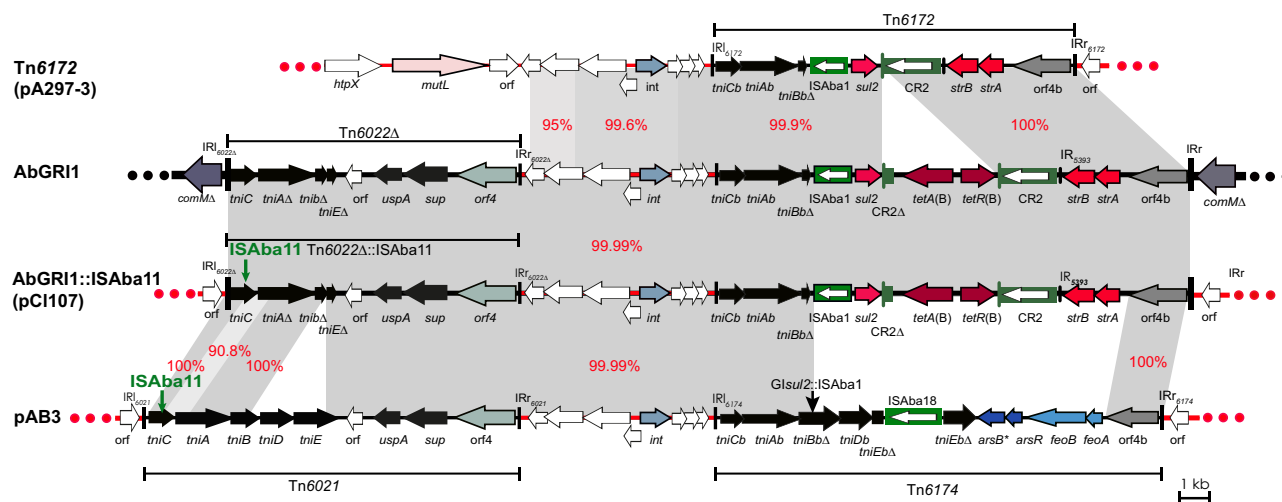 Tn6172
IRl6172 IRr6172
Tn6172
(pA297-3)
htpX mutL orf int tniCb tniAb tniBbΔ ISAba1 sul2 CR2 strB strA orf4b orf
95% 99.6% 99.9% 100%
Tn6022Δ
IRl6022Δ IRr6022Δ IR5393 IRr
AbGRI1
comMΔ tniC tniAΔ tnibΔ tniEΔ orf uspA sup orf4 int tniCb tniAb tniBbΔ ISAba1 sul2 CR2Δ tetA(B) tetR(B) CR2 strB strA orf4b comMΔ
ISAba11 Tn6022Δ::ISAba11 99.99%
IRl6022Δ IRr6022Δ IR5393 IRr
AbGRI1::ISAba11
(pCI107)
orf tniC tniAΔ tnibΔ tniEΔ orf uspA sup orf4 int tniCb tniAb tniBbΔ ISAba1 sul2 CR2Δ tetA(B) tetR(B) CR2 strB strA orf4b orf
100% 90.8% 100% 99.99% 100%
ISAba11 GIsul2::ISAba1
IRl6021 IRr6021 IRl6174 ISAba18 IRr6174
pAB3
orf tniC tniA tniB tniD tniE orf uspA sup orf4 int tniCb tniAb tniBbΔ tniDb tniEbΔ tniEbΔ arsB* arsR feoB feoA orf4b orf
Tn6021 Tn6174
1 kb